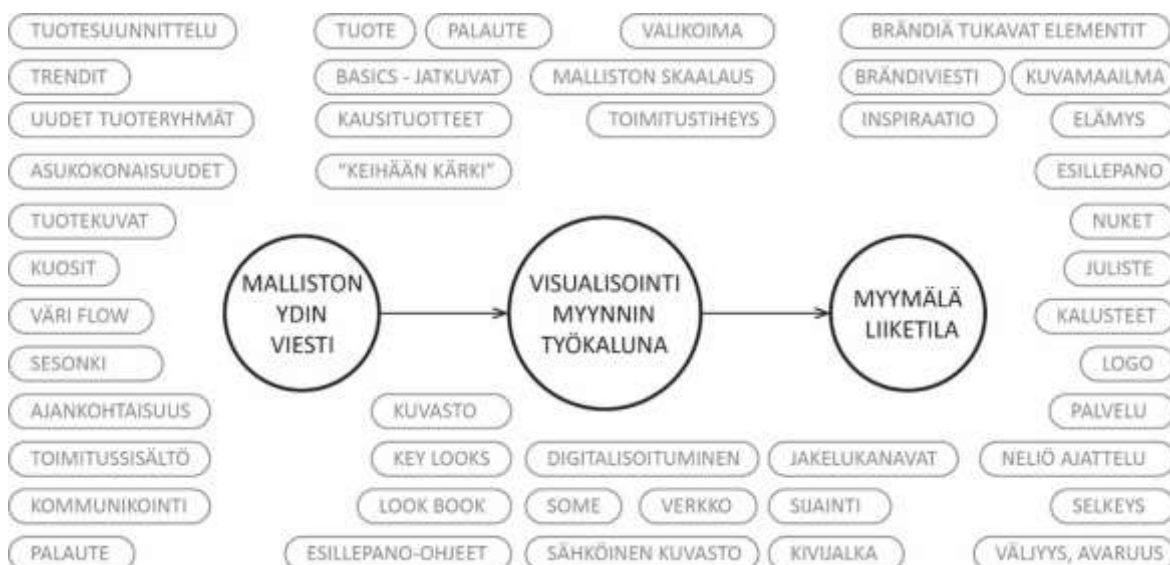 TUOTESUUNNITTELU
TUOTE
PALAUTE
VALIKOIMA
BRÄNDIÄ TUKAVAT ELEMENTIT
TRENDIT
BASICS - JATKUVAT
MALLISTON SKAALAUS
BRÄNDIVIESTI
KUVAMAAILMA
UUDET TUOTERYHMÄT
KAUSITUOTTEET
TOIMITUSTIHEYS
INSPIRAATIO
ELÄMYS
ASUKOKONAISUUDET
"KEIHÄÄN KÄRKI"
ESILLEPANO
TUOTEKUVAT
NUKET
KUOSIT
JULISTE
VÄRI FLOW
KALUSTEET
SESONKI
LOGO
MALLISTON
YDIN
VIESTI
VISUALISOINTI
MYYNNIN
TYÖKALUNA
MYYMÄLÄ
LIIKETILA
AJANKOHTAISUUS
KUVASTO
PALVELU
TOIMITUSSISÄLTÖ
KEY LOOKS
DIGITALISOITUMINEN
JAKELUKANAVAT
NELIÖ AJATTELU
KOMMUNIKOINTI
LOOK BOOK
SOME
VERKKO
SIJAINTI
SELKEYS
PALAUTE
ESILLEPANO-OHJEET
SÄHKÖINEN KUVASTO
KIVIJALKA
VÄLJYYS, AVARUUS